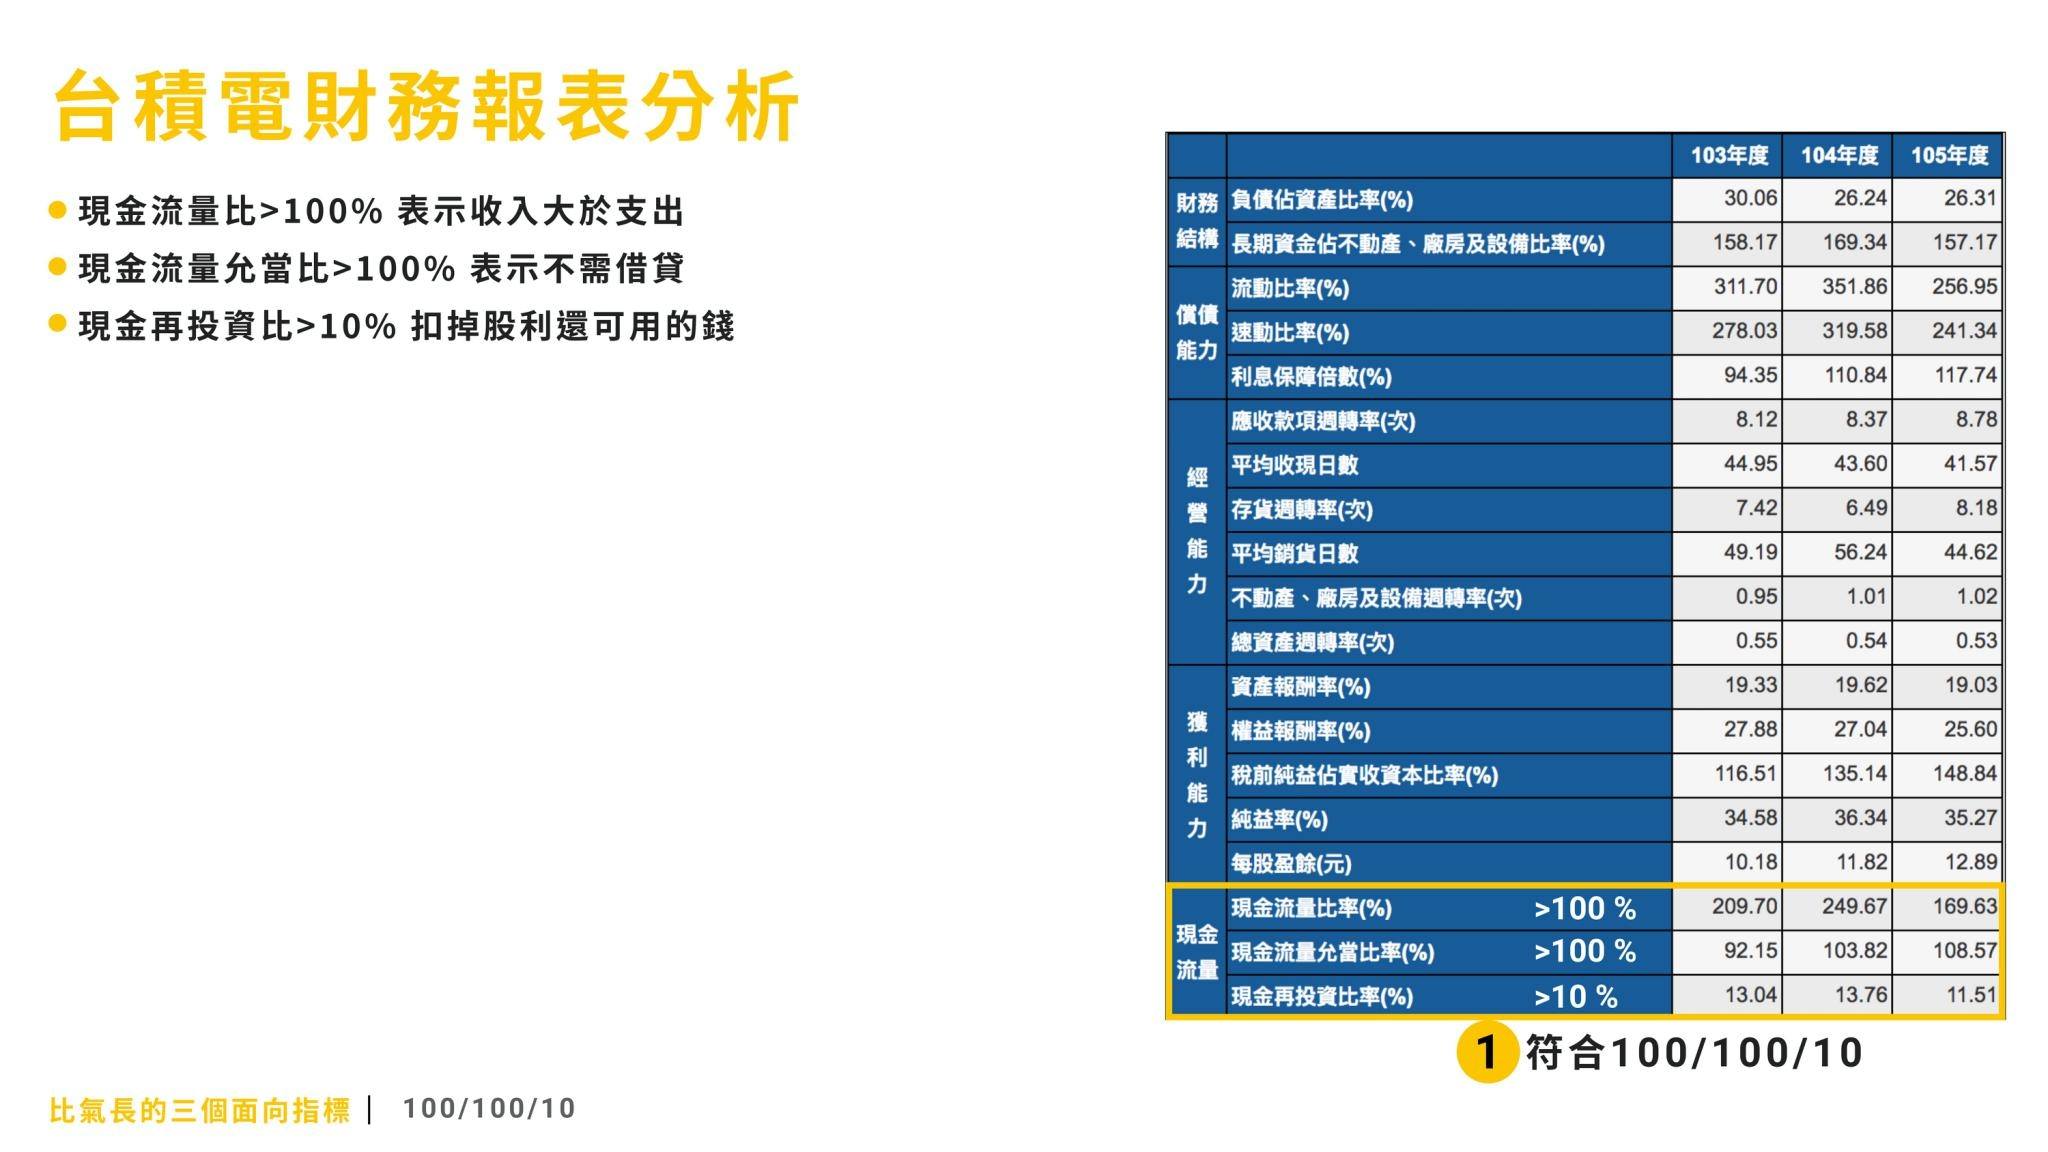 台積電財務報表分析
現金流量比>100% 表示收入大於支出
現金流量允當比>100% 表示不需借貸
現金再投資比>10% 扣掉股利還可用的錢
103年度 104年度 105年度
財務結構
負債佔資產比率(%) 30.06 26.24 26.31
長期資金佔不動產、廠房及設備比率(%) 158.17 169.34 157.17
償債能力
流動比率(%) 311.70 351.86 256.95
速動比率(%) 278.03 319.58 241.34
利息保障倍數(%) 94.35 110.84 117.74
經營能力
應收款項週轉率(次) 8.12 8.37 8.78
平均收現日數 44.95 43.60 41.57
存貨週轉率(次) 7.42 6.49 8.18
平均銷貨日數 49.19 56.24 44.62
不動產、廠房及設備週轉率(次) 0.95 1.01 1.02
總資產週轉率(次) 0.55 0.54 0.53
獲利能力
資產報酬率(%) 19.33 19.62 19.03
權益報酬率(%) 27.88 27.04 25.60
稅前純益佔實收資本比率(%) 116.51 135.14 148.84
純益率(%) 34.58 36.34 35.27
每股盈餘(元) 10.18 11.82 12.89
現金流量
現金流量比率(%) >100 % 209.70 249.67 169.63
現金流量允當比率(%) >100 % 92.15 103.82 108.57
現金再投資比率(%) >10 % 13.04 13.76 11.51
1 符合100/100/10
比氣長的三個面向指標 | 100/100/10